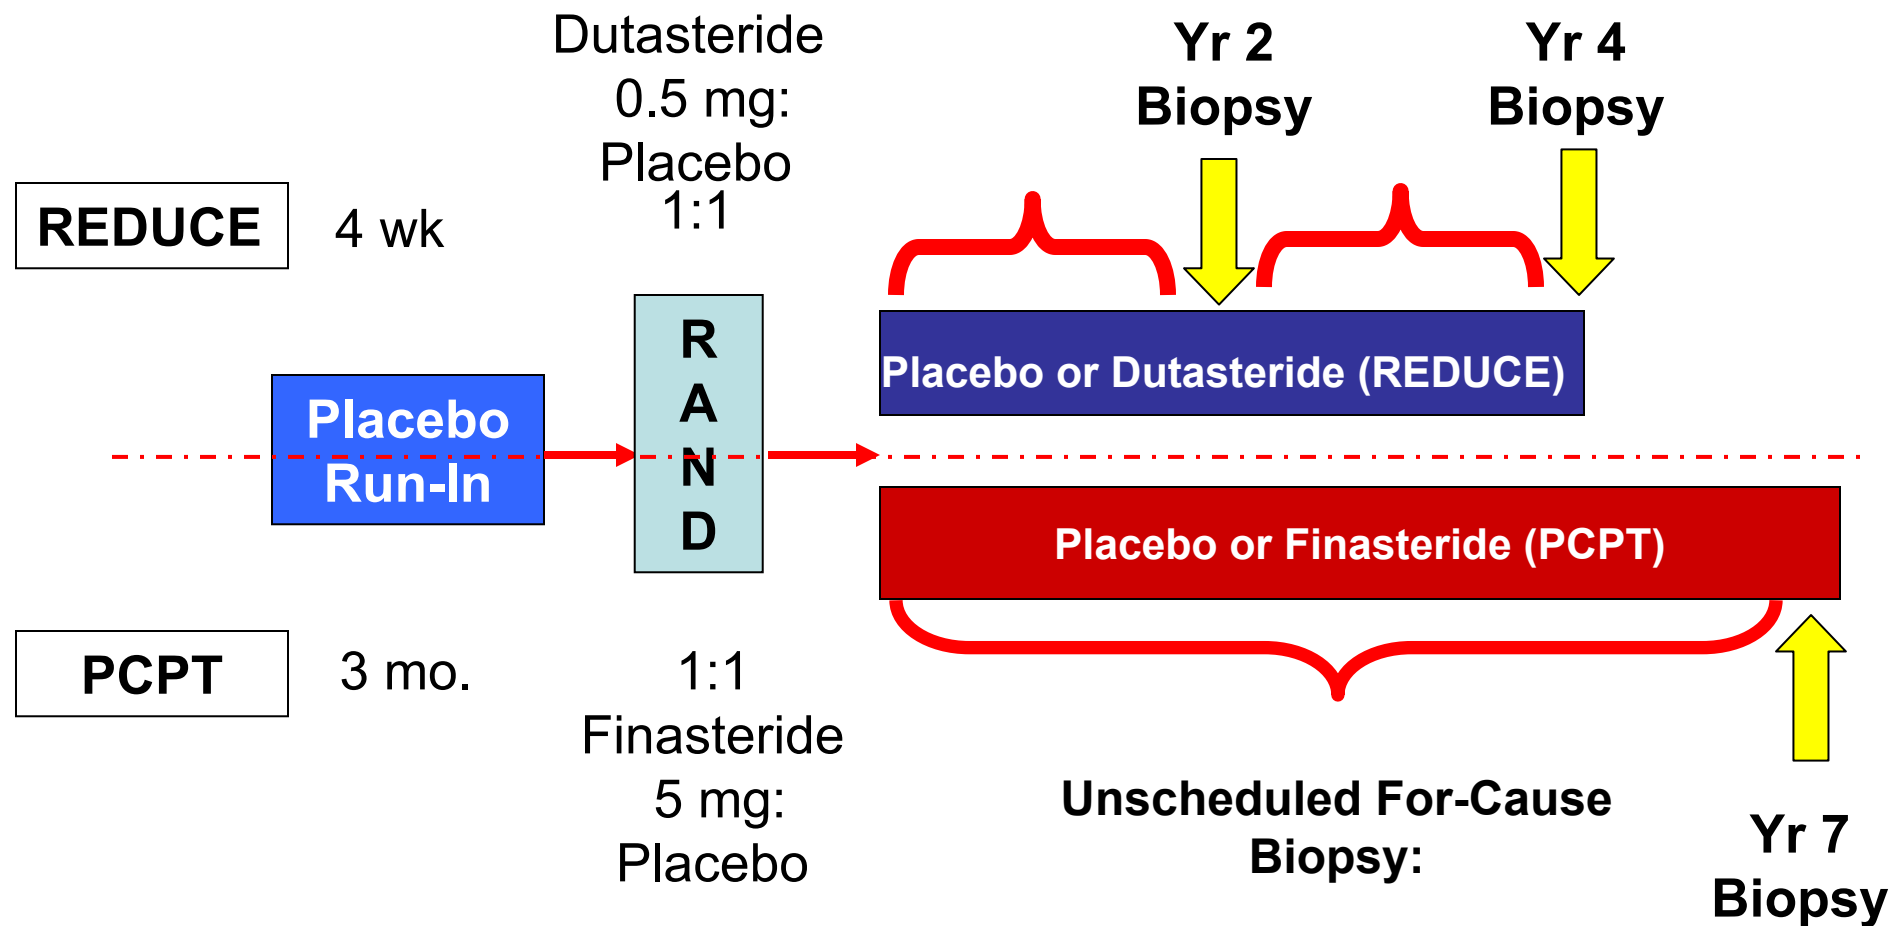 Dutasteride
0.5 mg:
Placebo
1:1
Yr 2
Biopsy
Yr 4
Biopsy
REDUCE
4 wk
R
A
N
D
Placebo
Run-In
Placebo or Dutasteride (REDUCE)
Placebo or Finasteride (PCPT)
PCPT
3 mo.
1:1
Finasteride
5 mg:
Placebo
Unscheduled For-Cause
Biopsy:
Yr 7
Biopsy